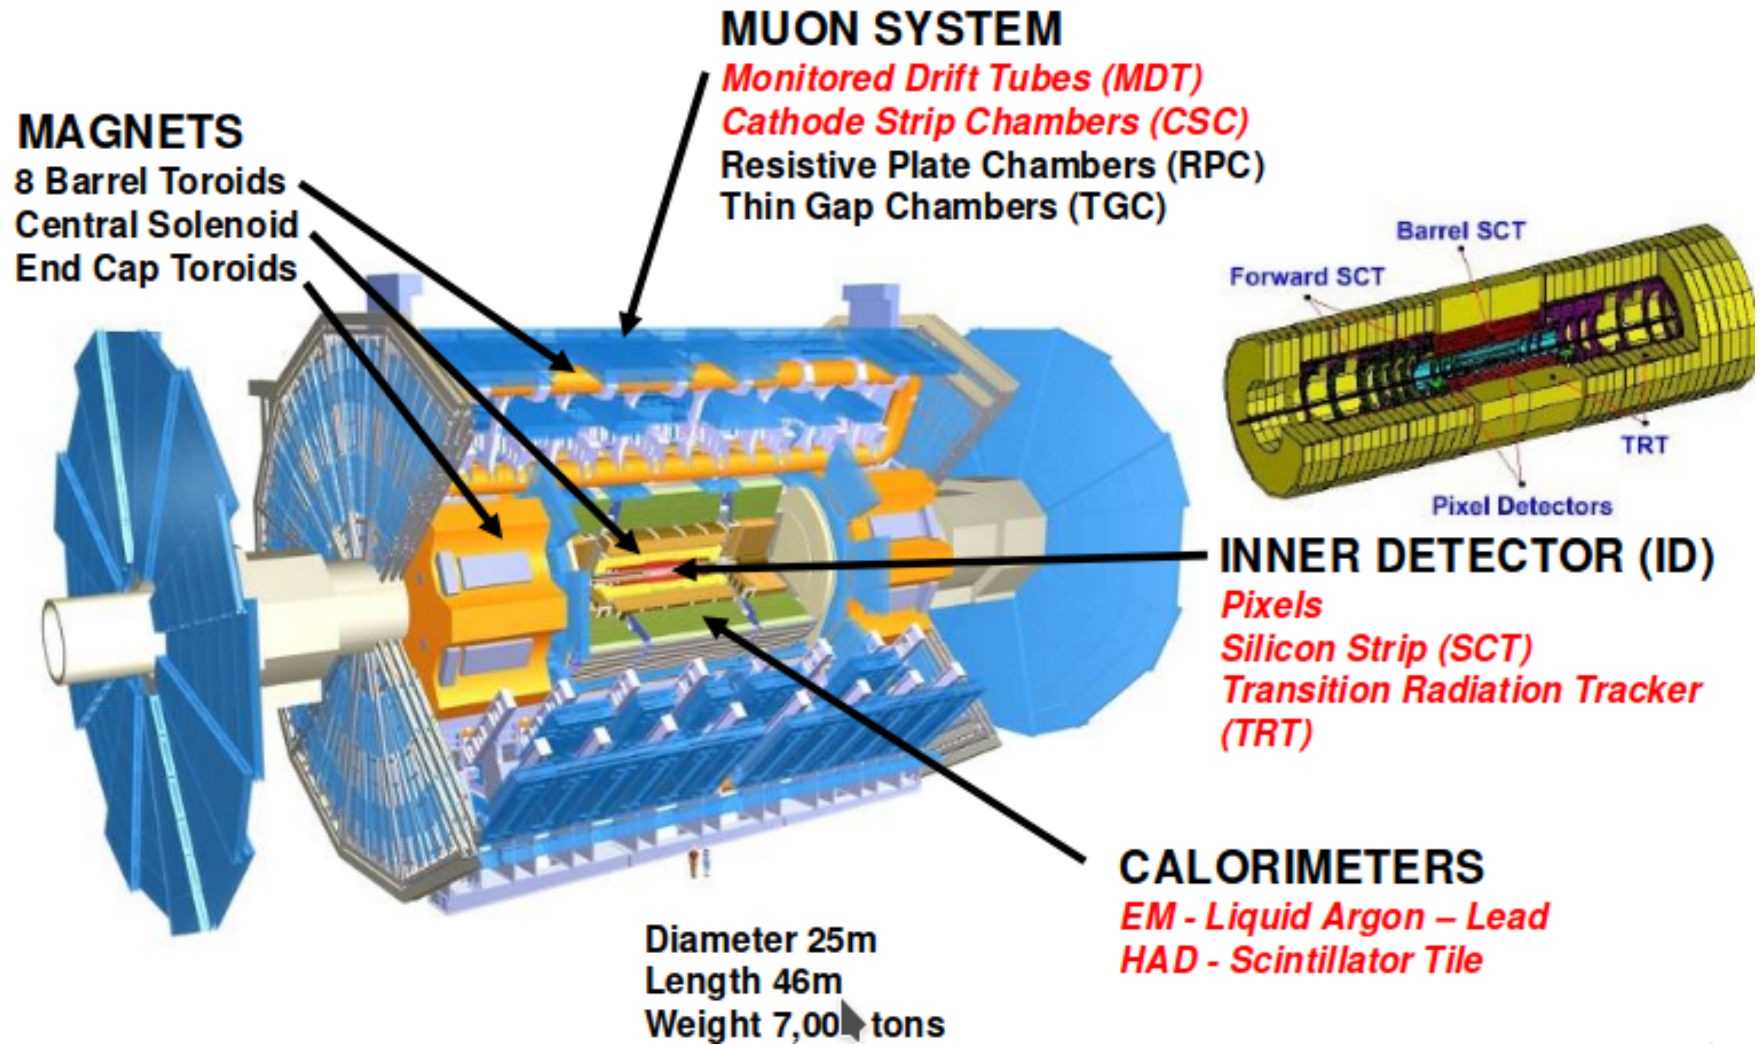 MUON SYSTEM
Monitored Drift Tubes (MDT)
Cathode Strip Chambers (CSC)
Resistive Plate Chambers (RPC)
Thin Gap Chambers (TGC)
MAGNETS
8 Barrel Toroids
Central Solenoid
End Cap Toroids
Barrel SCT
Forward SCT
TRT
Pixel Detectors
INNER DETECTOR (ID)
Pixels
Silicon Strip (SCT)
Transition Radiation Tracker
(TRT)
CALORIMETERS
EM - Liquid Argon – Lead
HAD - Scintillator Tile
Diameter 25m
Length 46m
Weight tons